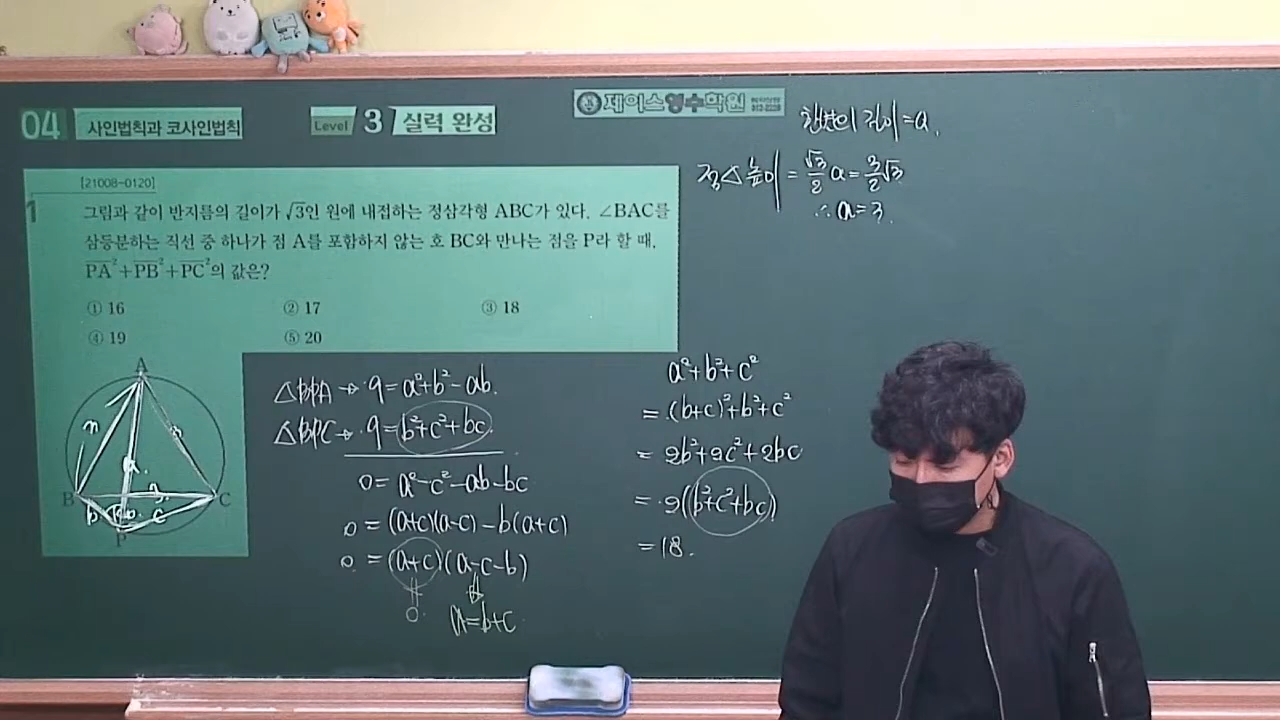 04 사인법칙과 코사인법칙 Level 3 실력 완성
제이스영수학원
[21008-0120]
1 그림과 같이 반지름의 길이가 √3인 원에 내접하는 정삼각형 ABC가 있다. ∠BAC를
삼등분하는 직선 중 하나가 점 A를 포함하지 않는 호 BC와 만나는 점을 P라 할 때,
PA²+PB²+PC²의 값은?
① 16 ② 17 ③ 18
④ 19 ⑤ 20
A
B C
P
a
b c
한변의 길이=a.
정△높이 = √3/2 a = 3/2 √3
∴ a=3.
△BPA → 9=a²+b²-ab.
△BPC → 9=b²+c²+bc.
0=a²-c²-ab-bc
0=(a+c)(a-c)-b(a+c)
0=(a+c)(a-c-b)
a=b+c
a²+b²+c²
=(b+c)²+b²+c²
=2b²+2c²+2bc
=2(b²+c²+bc)
=18.